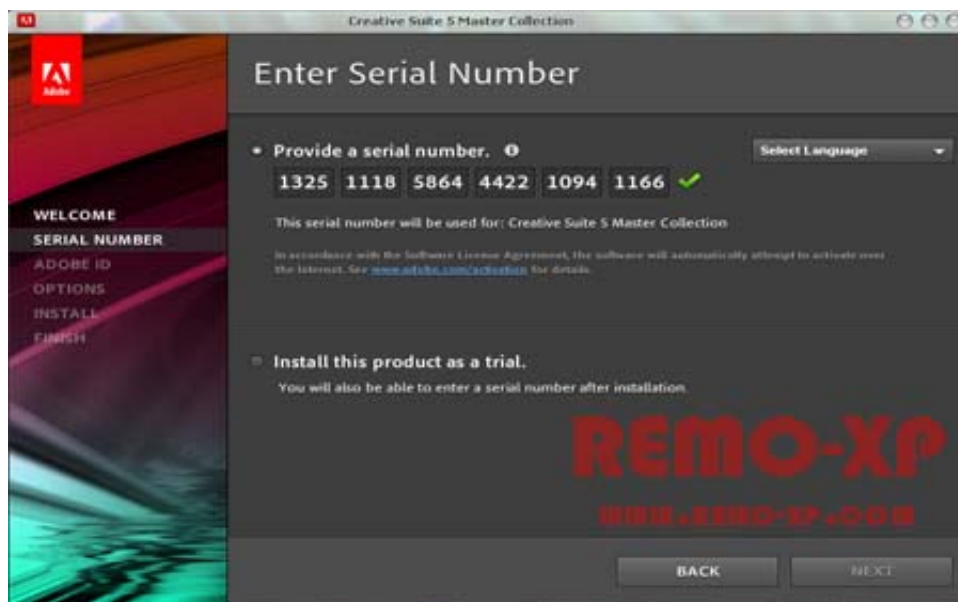 Creative Suite 5 Master Collection
Adobe
Enter Serial Number
Provide a serial number.
Select Language
1325 1118 5864 4422 1094 1166
This serial number will be used for: Creative Suite 5 Master Collection
In accordance with the Software License Agreement, the software will automatically attempt to activate over
the Internet. See www.adobe.com/activation for details.
WELCOME
SERIAL NUMBER
ADOBE ID
OPTIONS
INSTALL
FINISH
Install this product as a trial.
You will also be able to enter a serial number after installation.
REMO-XP
WWW.REMO-XP.COM
BACK
NEXT